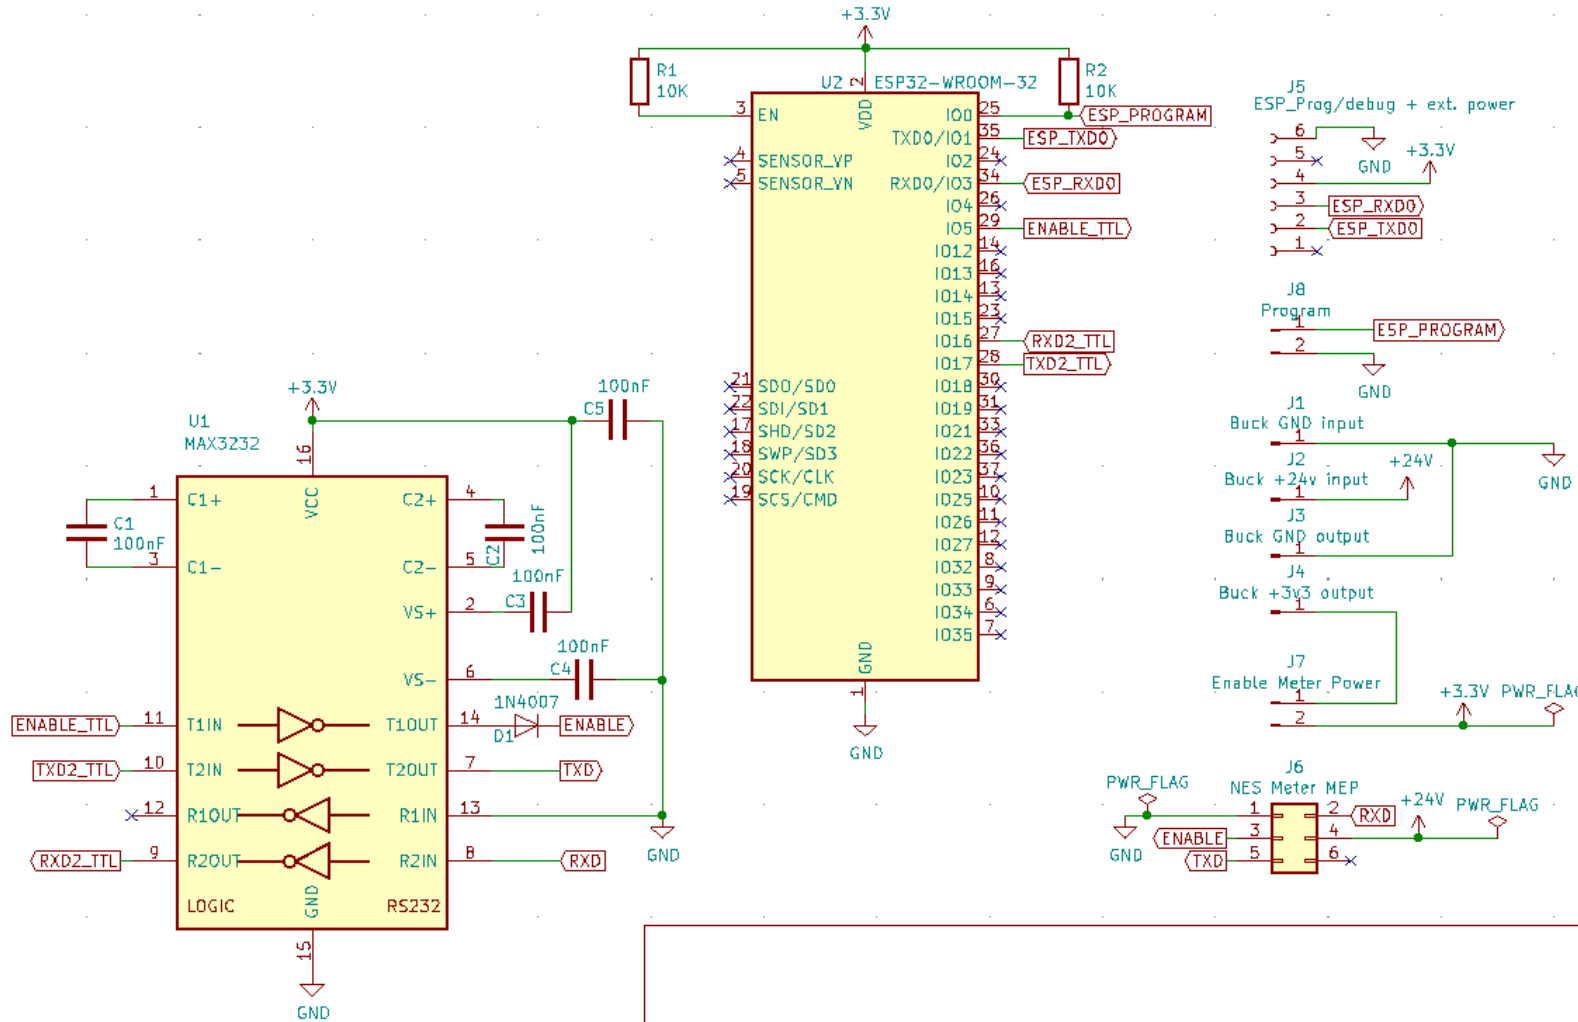 +3.3V
R1
10K
U2
ESP32-WROOM-32
R2
10K
2
VDD
3
EN
IO0
25
ESP_PROGRAM
TXD0/IO1
35
ESP_TXD0
4
SENSOR_VP
IO2
24
5
SENSOR_VN
RXD0/IO3
34
ESP_RXD0
IO4
26
IO5
29
ENABLE_TTL
IO12
14
IO13
16
IO14
13
IO15
23
IO16
27
RXD2_TTL
IO17
28
TXD2_TTL
21
SDO/SD0
IO18
30
22
SDI/SD1
IO19
31
17
SHD/SD2
IO21
33
18
SWP/SD3
IO22
36
20
SCK/CLK
IO23
37
19
SCS/CMD
IO25
10
IO26
11
IO27
12
IO32
8
IO33
9
IO34
6
IO35
7
GND
1
GND
+3.3V
U1
MAX3232
16
VCC
100nF
C5
1
C1+
C2+
4
C1
100nF
C2
100nF
3
C1-
C2-
5
100nF
C3
VS+
2
100nF
C4
VS-
6
1N4007
D1
ENABLE_TTL
11
T1IN
T1OUT
14
ENABLE
TXD2_TTL
10
T2IN
T2OUT
7
TXD
12
R1OUT
R1IN
13
GND
RXD2_TTL
9
R2OUT
R2IN
8
RXD
LOGIC
GND
RS232
15
GND
J5
ESP_Prog/debug + ext. power
6
GND
5
+3.3V
4
3
ESP_RXD0
2
ESP_TXD0
1
J8
Program
1
ESP_PROGRAM
2
GND
J1
Buck GND input
1
GND
J2
Buck +24v input
+24V
1
J3
Buck GND output
1
J4
Buck +3v3 output
1
J7
Enable Meter Power
1
2
+3.3V
PWR_FLAG
J6
NES Meter MEP
PWR_FLAG
GND
1
2
RXD
ENABLE
3
4
+24V
PWR_FLAG
TXD
5
6